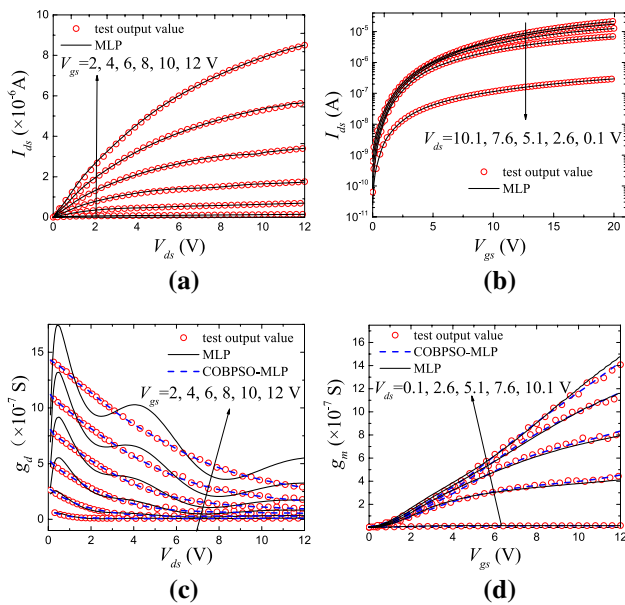 10
8
6
4
2
0
I_ds (×10⁻⁶ A)
test output value
MLP
V_gs=2, 4, 6, 8, 10, 12 V
0 2 4 6 8 10 12
V_ds (V)
(a)
10⁻⁵
10⁻⁶
10⁻⁷
10⁻⁸
10⁻⁹
10⁻¹⁰
10⁻¹¹
I_ds (A)
V_ds=10.1, 7.6, 5.1, 2.6, 0.1 V
test output value
MLP
0 5 10 15 20
V_gs (V)
(b)
15
10
5
0
g_d (×10⁻⁷ S)
test output value
MLP
COBPSO-MLP
V_gs=2, 4, 6, 8, 10, 12 V
0 2 4 6 8 10 12
V_ds (V)
(c)
16
14
12
10
8
6
4
2
0
g_m (×10⁻⁷ S)
test output value
COBPSO-MLP
MLP
V_ds=0.1, 2.6, 5.1, 7.6, 10.1 V
0 2 4 6 8 10 12
V_gs (V)
(d)